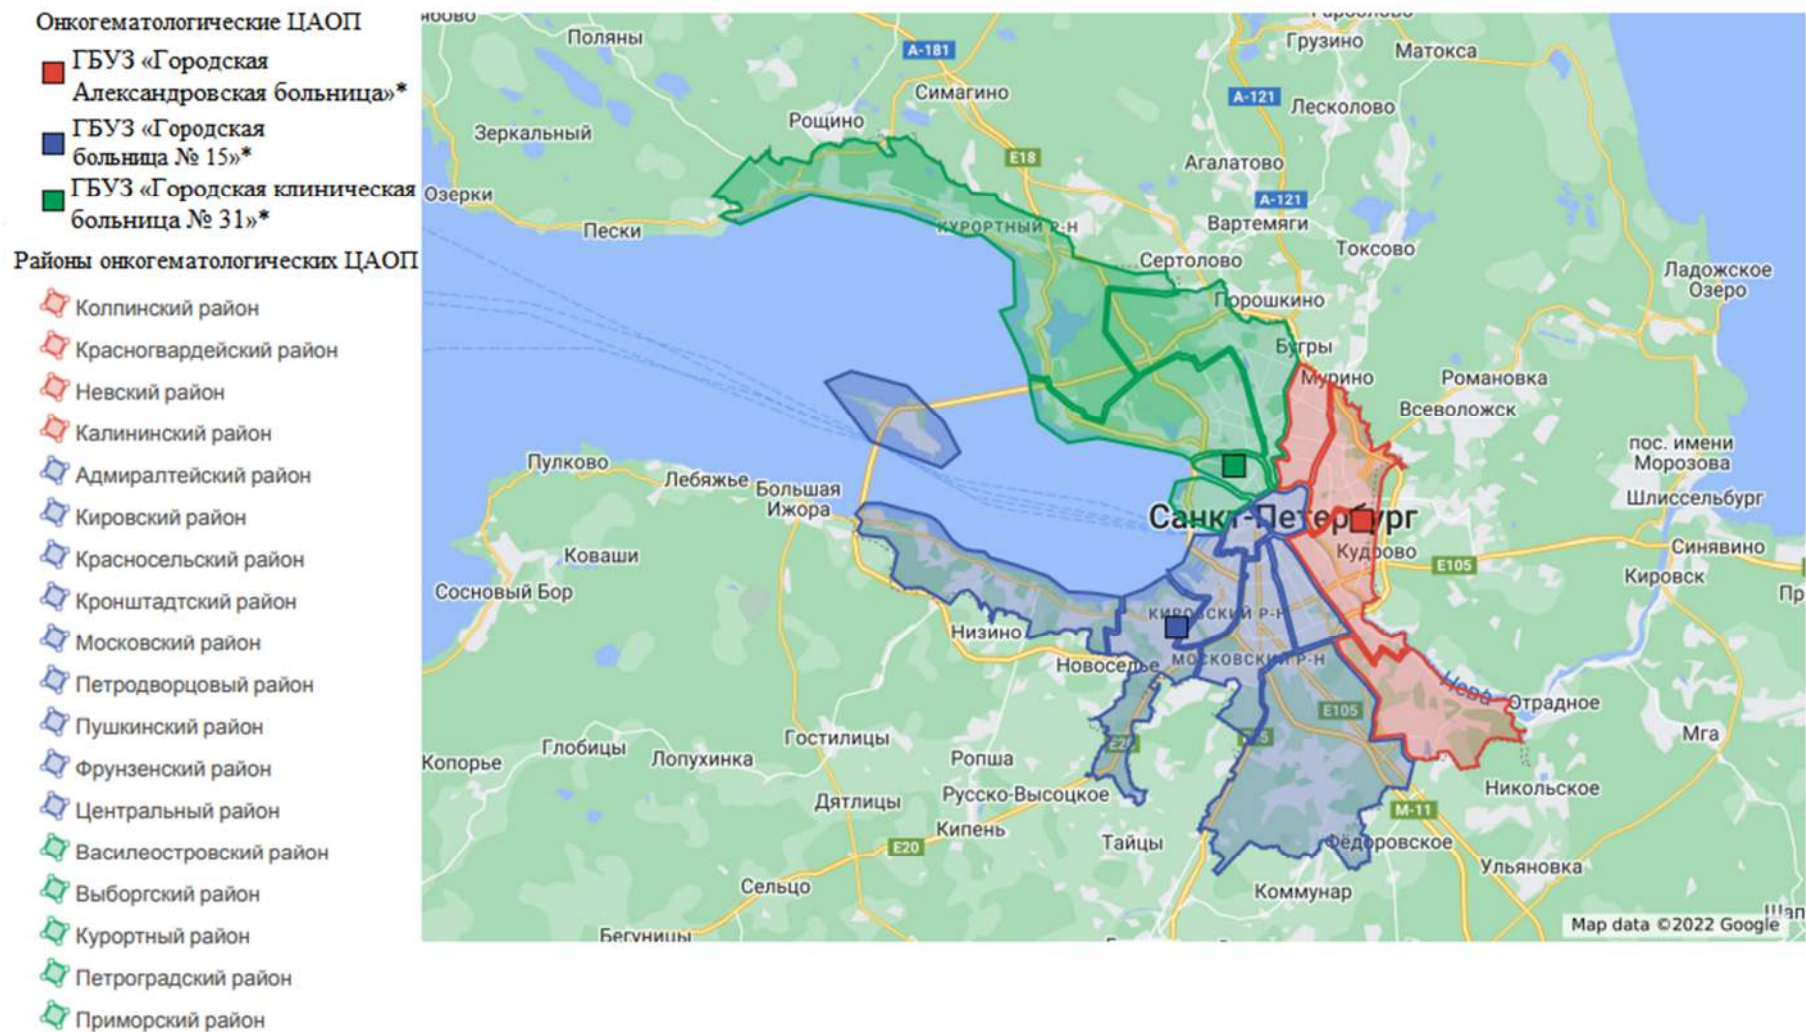 Онкогематологические ЦАОП
ГБУЗ «Городская
Александровская больница»*
ГБУЗ «Городская
больница № 15»*
ГБУЗ «Городская клиническая
больница № 31»*
Районы онкогематологических ЦАОП
Колпинский район
Красногвардейский район
Невский район
Калининский район
Адмиралтейский район
Кировский район
Красносельский район
Кронштадтский район
Московский район
Петродворцовый район
Пушкинский район
Фрунзенский район
Центральный район
Василеостровский район
Выборгский район
Курортный район
Петроградский район
Приморский район
Поляны
А-181
Грузино
Матокса
Симагино
А-121
Лесколово
Рощино
Зеркальный
Е18
Агалатово
Озерки
А-121
Пески
КУРОРТНЫЙ Р-Н
Вартемяги
Токсово
Сертолово
Ладожское
Озеро
Порошкино
Бугры
Мурино
Романовка
Всеволожск
Пулково
Лебяжье
Большая
Ижора
пос. имени
Морозова
Шлиссельбург
Санкт-Петербург
Кудрово
Синявино
Коваши
E105
Кировск
Сосновый Бор
Пр
КИРОВСКИЙ Р-Н
Низино
Новоселье
МОСКОВСКИЙ Р-Н
Нева
Отрадное
E105
Мга
Копорье
Глобицы
Лопухинка
Гостилицы
Ропша
Никольское
Дятлицы
Русско-Высоцкое
М-11
Кипень
Тайцы
Фёдоровское
E20
Ульяновка
Сельцо
Коммунар
Бегуницы
Map data ©2022 Google